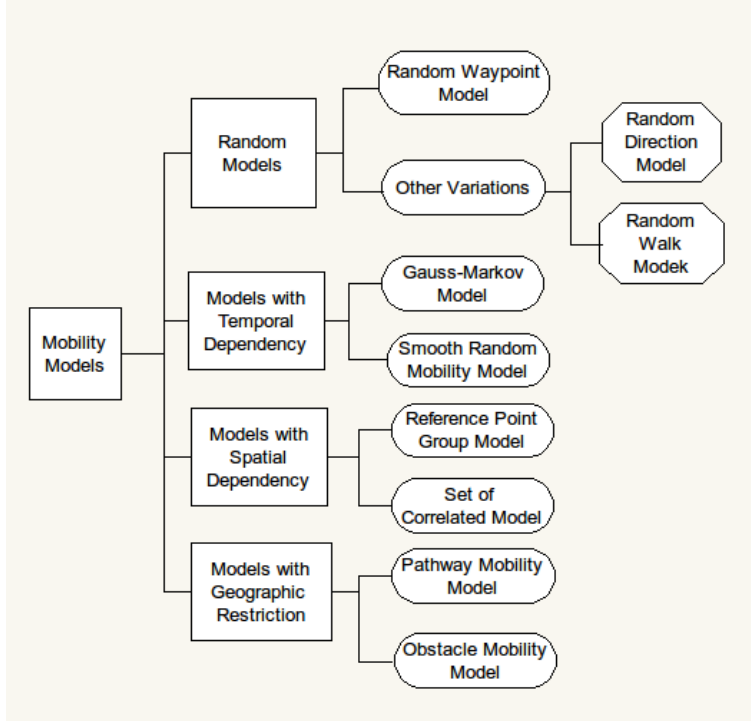 Mobility
Models
Random
Models
Random Waypoint
Model
Other Variations
Random
Direction
Model
Random
Walk
Modek
Models with
Temporal
Dependency
Gauss-Markov
Model
Smooth Random
Mobility Model
Models with
Spatial
Dependency
Reference Point
Group Model
Set of
Correlated Model
Models with
Geographic
Restriction
Pathway Mobility
Model
Obstacle Mobility
Model